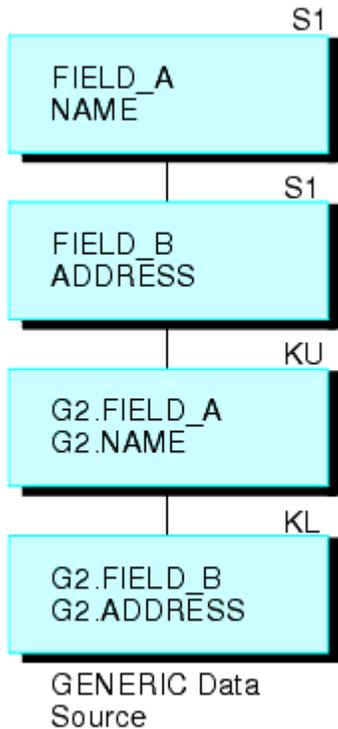 S1
FIELD_A
NAME
S1
FIELD_B
ADDRESS
KU
G2.FIELD_A
G2.NAME
KL
G2.FIELD_B
G2.ADDRESS
GENERIC Data
Source